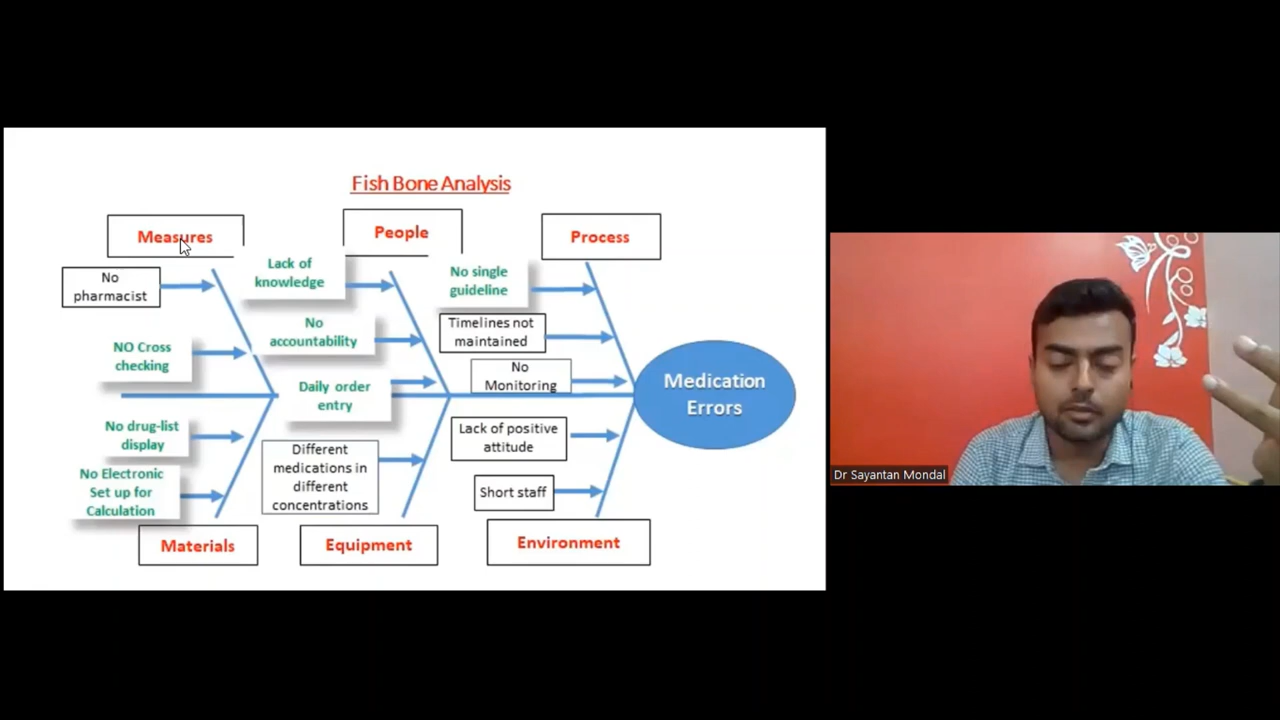 Fish Bone Analysis
Measures
People
Process
No
pharmacist
Lack of
knowledge
No single
guideline
NO Cross
checking
No
accountability
Timelines not
maintained
Daily order
entry
No
Monitoring
Medication
Errors
No drug-list
display
Different
medications in
different
concentrations
Lack of positive
attitude
No Electronic
Set up for
Calculation
Short staff
Materials
Equipment
Environment
Dr Sayantan Mondal